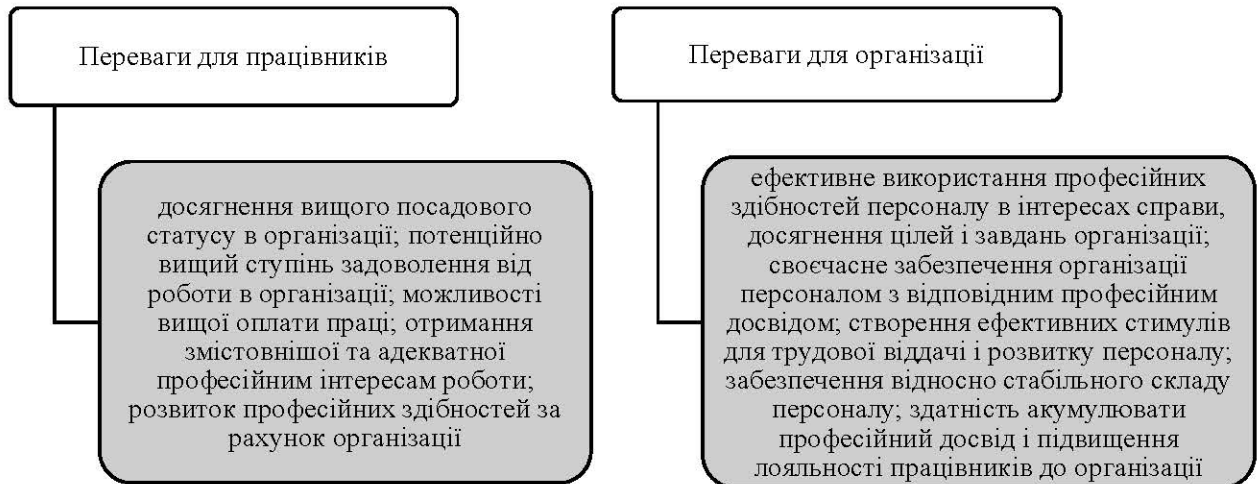 Переваги для працівників
досягнення вищого посадового
статусу в організації; потенційно
вищий ступінь задоволення від
роботи в організації; можливості
вищої оплати праці; отримання
змістовнішої та адекватної
професійним інтересам роботи;
розвиток професійних здібностей за
рахунок організації
Переваги для організації
ефективне використання професійних
здібностей персоналу в інтересах справи,
досягнення цілей і завдань організації;
своєчасне забезпечення організації
персоналом з відповідним професійним
досвідом; створення ефективних стимулів
для трудової віддачі і розвитку персоналу;
забезпечення відносно стабільного складу
персоналу; здатність акумулювати
професійний досвід і підвищення
лояльності працівників до організації